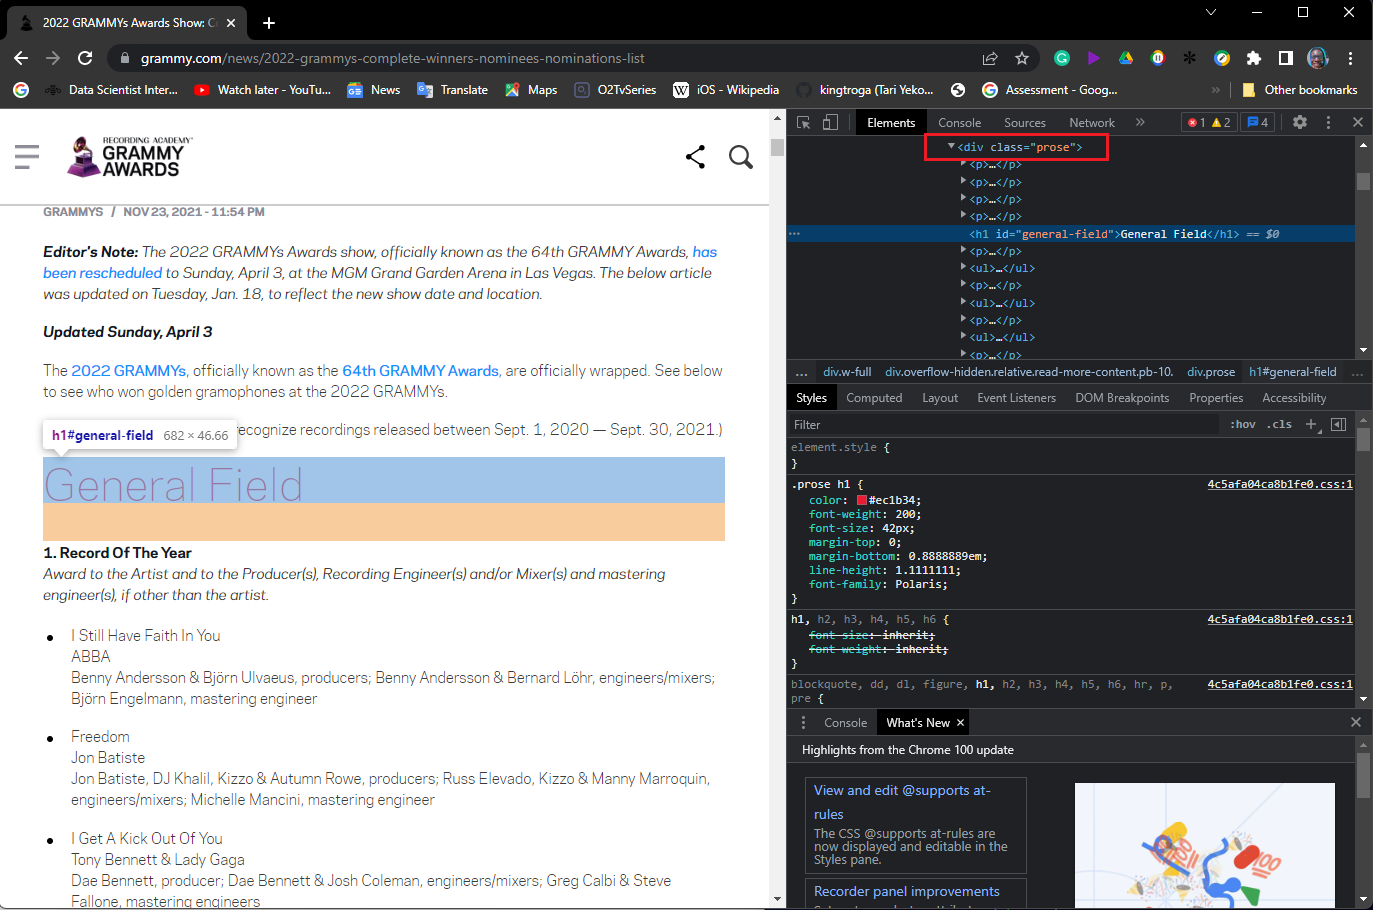 2022 GRAMMYs Awards Show: C
grammy.com/news/2022-grammys-complete-winners-nominees-nominations-list
Data Scientist Inter...
Watch later - YouTu...
News
Translate
Maps
O2TvSeries
iOS - Wikipedia
kingtroga (Tari Yeko...
Assessment - Goog...
»
Other bookmarks
RECORDING ACADEMY™
GRAMMY
AWARDS
GRAMMYS / NOV 23, 2021 - 11:54 PM
Editor's Note: The 2022 GRAMMYs Awards show, officially known as the 64th GRAMMY Awards, has
been rescheduled to Sunday, April 3, at the MGM Grand Garden Arena in Las Vegas. The below article
was updated on Tuesday, Jan. 18, to reflect the new show date and location.
Updated Sunday, April 3
The 2022 GRAMMYs, officially known as the 64th GRAMMY Awards, are officially wrapped. See below
to see who won golden gramophones at the 2022 GRAMMYs.
h1#general-field 682 × 46.66
ecognize recordings released between Sept. 1, 2020 — Sept. 30, 2021.)
General Field
1. Record Of The Year
Award to the Artist and to the Producer(s), Recording Engineer(s) and/or Mixer(s) and mastering
engineer(s), if other than the artist.
I Still Have Faith In You
ABBA
Benny Andersson & Björn Ulvaeus, producers; Benny Andersson & Bernard Löhr, engineers/mixers;
Björn Engelmann, mastering engineer
Freedom
Jon Batiste
Jon Batiste, DJ Khalil, Kizzo & Autumn Rowe, producers; Russ Elevado, Kizzo & Manny Marroquin,
engineers/mixers; Michelle Mancini, mastering engineer
I Get A Kick Out Of You
Tony Bennett & Lady Gaga
Dae Bennett, producer; Dae Bennett & Josh Coleman, engineers/mixers; Greg Calbi & Steve
Fallone, mastering engineers
Elements Console Sources Network » 1 2 4
<div class="prose">
<p>…</p>
<p>…</p>
<p>…</p>
<p>…</p>
<h1 id="general-field">General Field</h1> == $0
<p>…</p>
<ul>…</ul>
<p>…</p>
<ul>…</ul>
<p>…</p>
<ul>…</ul>
<p>…</p>
... div.w-full div.overflow-hidden.relative.read-more-content.pb-10. div.prose h1#general-field ...
Styles Computed Layout Event Listeners DOM Breakpoints Properties Accessibility
Filter :hov .cls +
element.style {
}
.prose h1 { 4c5afa04ca8b1fe0.css:1
color: #ec1b34;
font-weight: 200;
font-size: 42px;
margin-top: 0;
margin-bottom: 0.8888889em;
line-height: 1.1111111;
font-family: Polaris;
}
h1, h2, h3, h4, h5, h6 { 4c5afa04ca8b1fe0.css:1
font-size: inherit;
font-weight: inherit;
}
blockquote, dd, dl, figure, h1, h2, h3, h4, h5, h6, hr, p, 4c5afa04ca8b1fe0.css:1
pre {
Console What's New ×
Highlights from the Chrome 100 update
View and edit @supports at-
rules
The CSS @supports at-rules are
now displayed and editable in the
Styles pane.
Recorder panel improvements